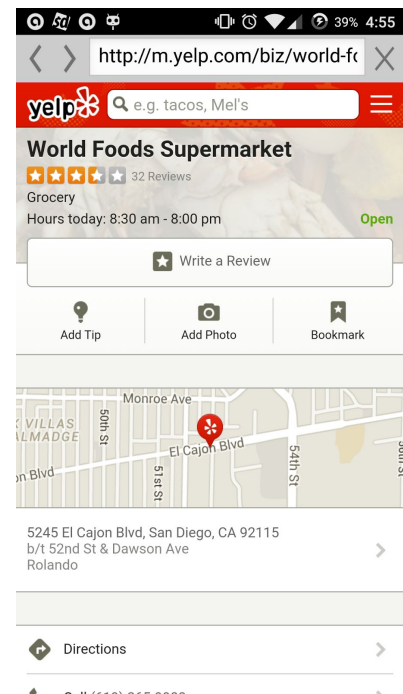 39% 4:55
http://m.yelp.com/biz/world-fo
yelp
e.g. tacos, Mel's
World Foods Supermarket
32 Reviews
Grocery
Hours today: 8:30 am - 8:00 pm
Open
Write a Review
Add Tip
Add Photo
Bookmark
Monroe Ave
VILLAS
50th St
El Cajon Blvd
51st St
54th St
Blvd
5245 El Cajon Blvd, San Diego, CA 92115
b/t 52nd St & Dawson Ave
Rolando
Directions